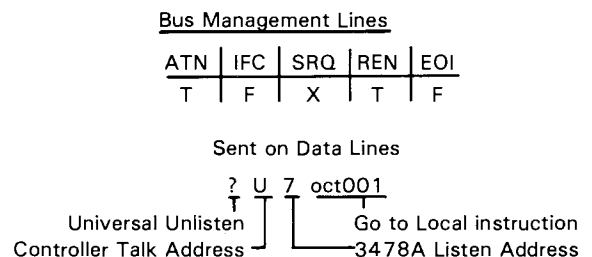 Bus Management Lines
ATN IFC SRQ REN EOI
T F X T F
Sent on Data Lines
? U 7 oct001
Universal Unlisten Go to Local instruction
Controller Talk Address 3478A Listen Address